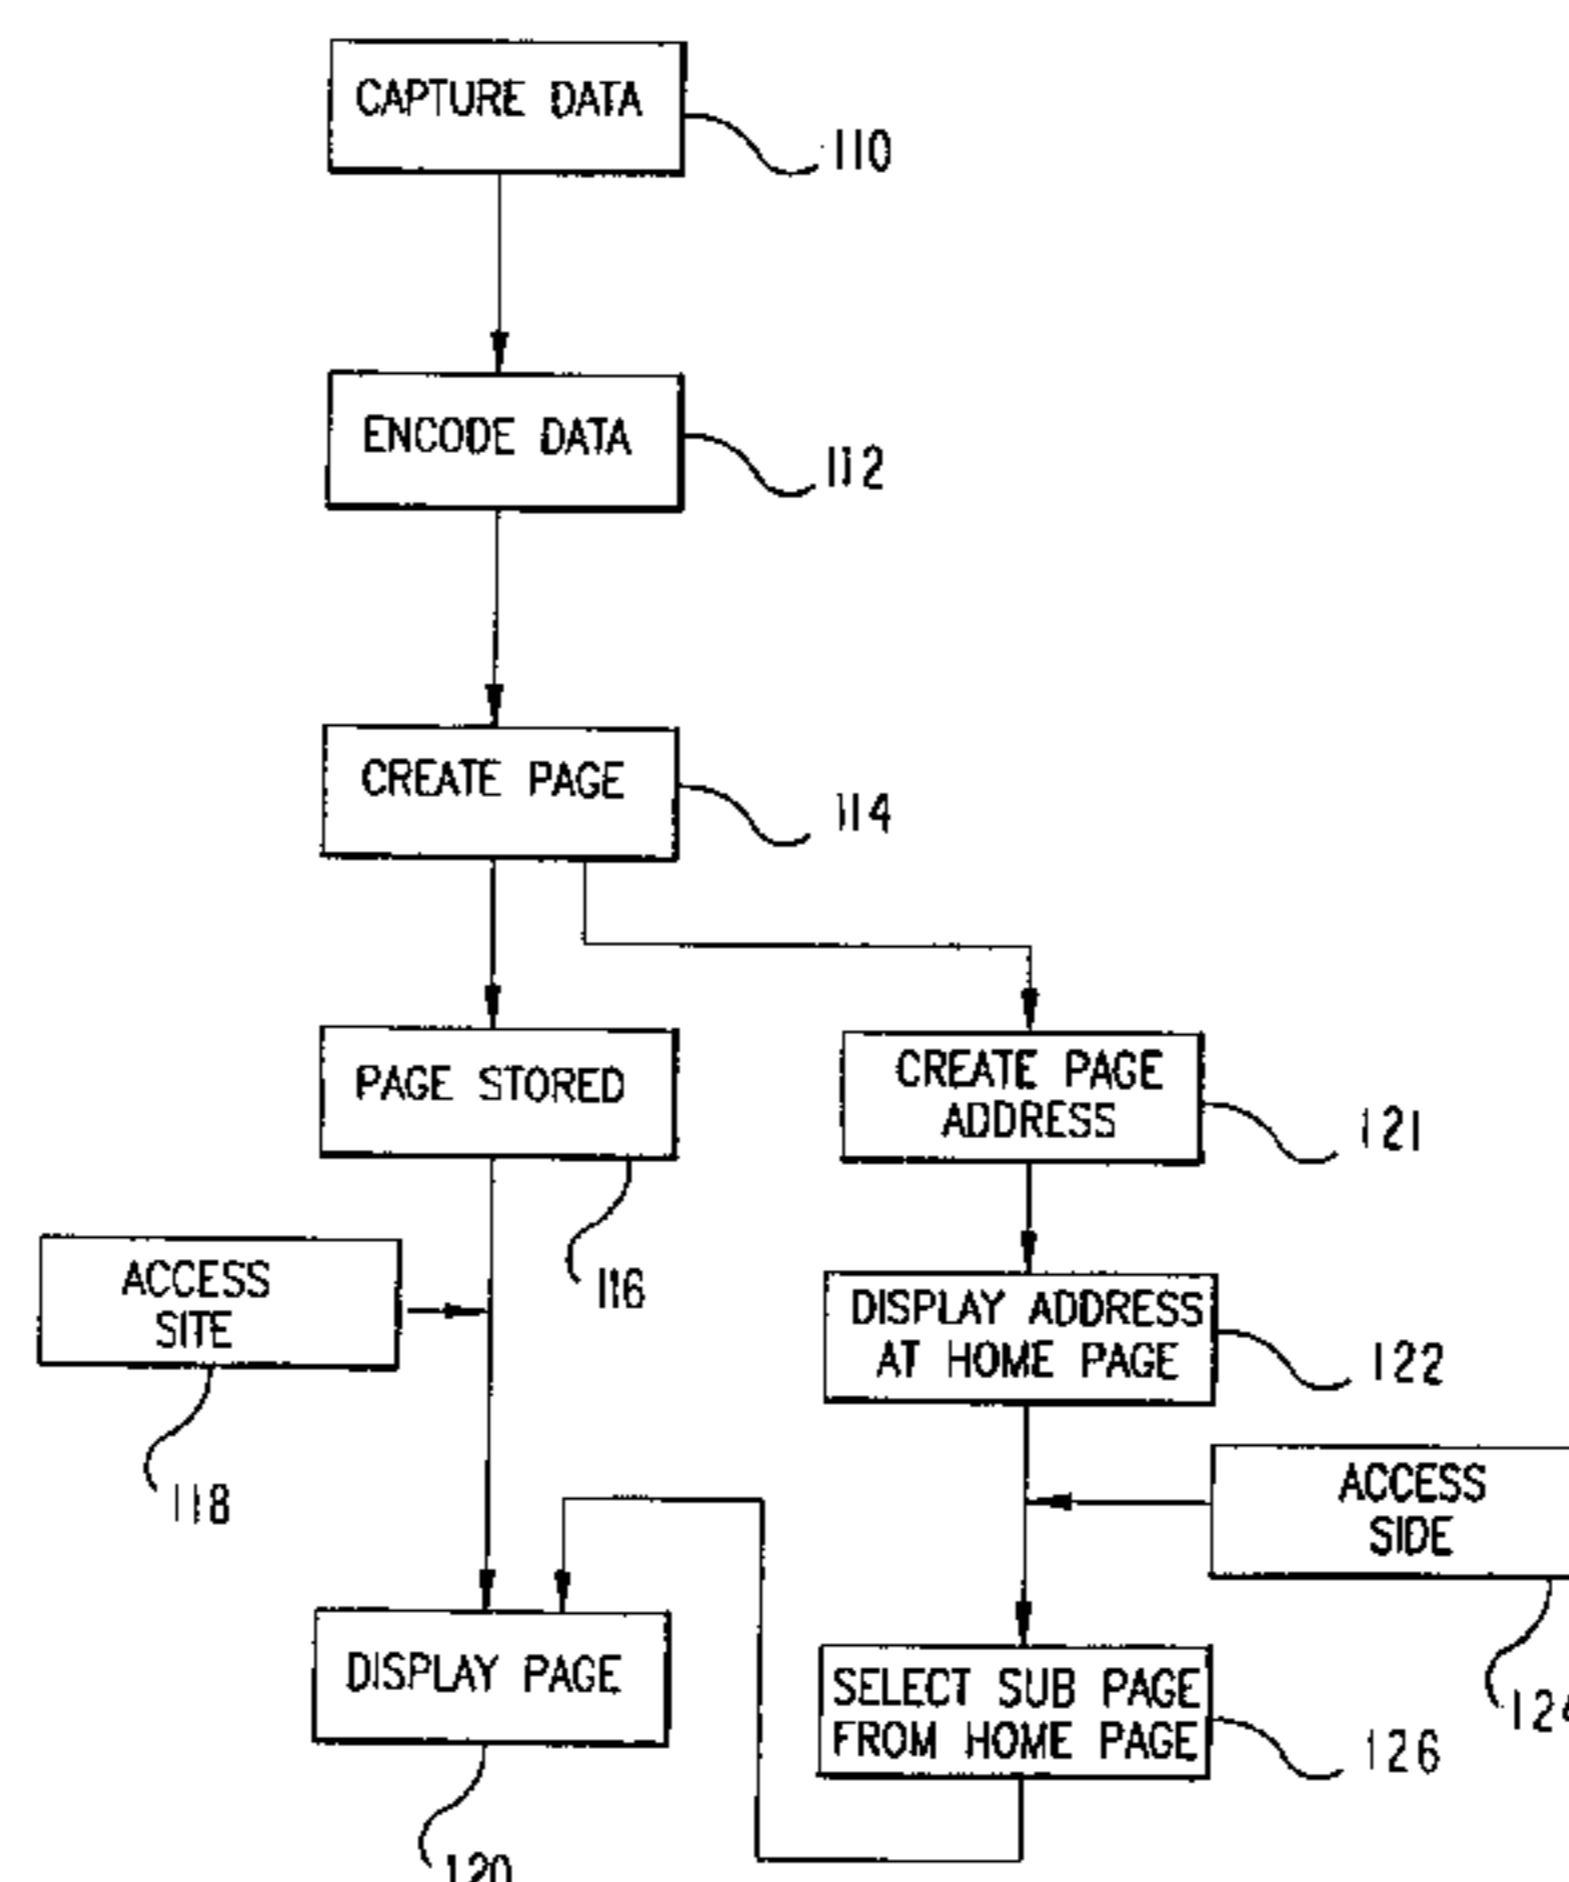 CAPTURE DATA
110
ENCODE DATA
112
CREATE PAGE
114
PAGE STORED
116
CREATE PAGE
ADDRESS
121
ACCESS
SITE
118
DISPLAY ADDRESS
AT HOME PAGE
122
ACCESS
SIDE
124
DISPLAY PAGE
120
SELECT SUB PAGE
FROM HOME PAGE
126